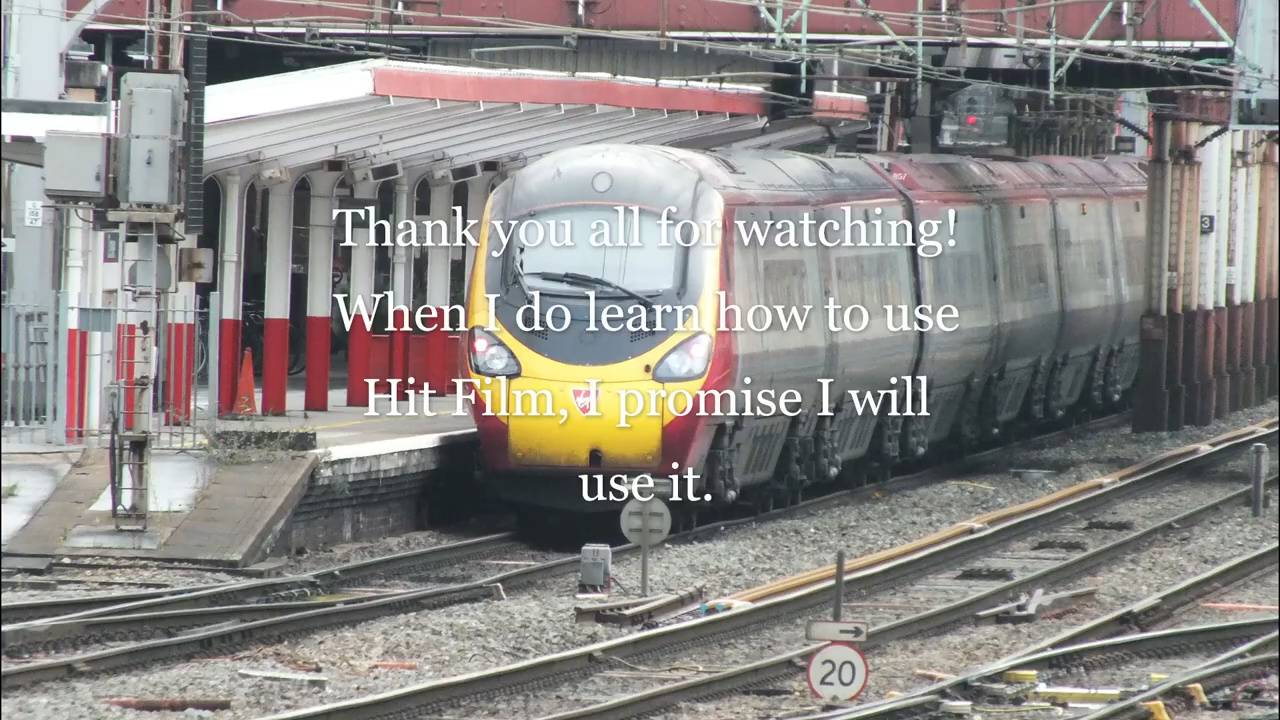 Thank you all for watching!
When I do learn how to use
Hit Film, I promise I will
use it.
3
20